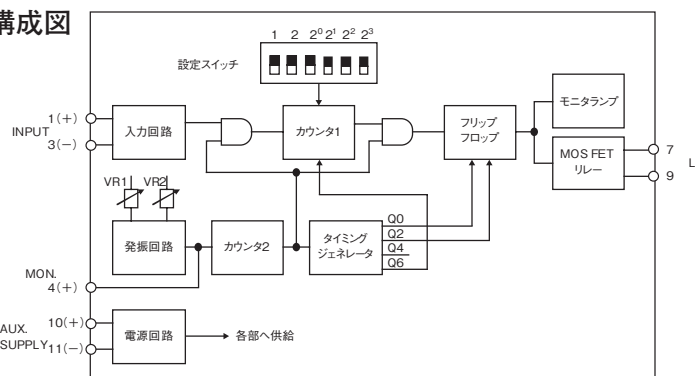 構成図
1 2 2⁰ 2¹ 2² 2³
設定スイッチ
1(+)
INPUT
3(−)
入力回路
カウンタ1
フリップ
フロップ
モニタランプ
MOS FET
リレー
7
L
9
VR1 VR2
発振回路
カウンタ2
タイミング
ジェネレータ
Q0
Q2
Q4
Q6
MON.
4(+)
AUX.
SUPPLY
10(+)
11(−)
電源回路
各部へ供給